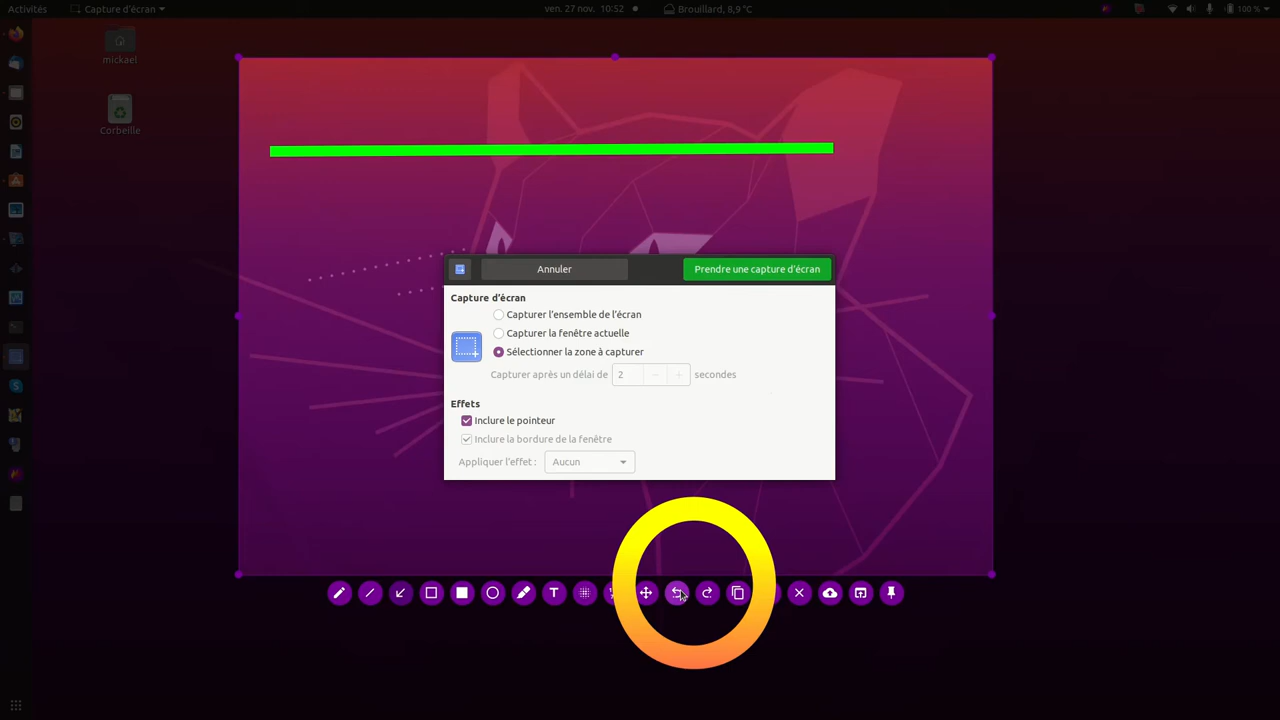 Activités
Capture d'écran
ven. 27 nov. 10:52
Brouillard, 8,9 °C
100 %
mickael
Corbeille
Annuler
Prendre une capture d'écran
Capture d'écran
Capturer l'ensemble de l'écran
Capturer la fenêtre actuelle
Sélectionner la zone à capturer
Capturer après un délai de 2 secondes
Effets
Inclure le pointeur
Inclure la bordure de la fenêtre
Appliquer l'effet : Aucun
T